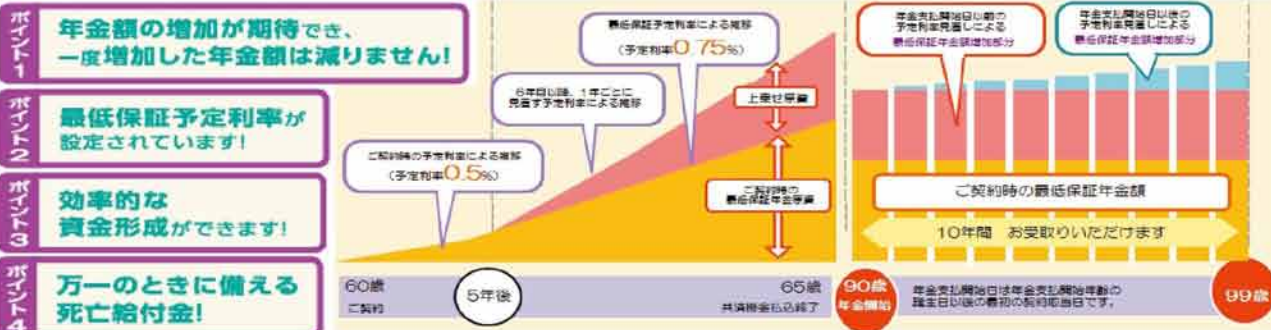 ポイント1
年金額の増加が期待でき、
一度増加した年金額は減りません!
ポイント2
最低保証予定利率が
設定されています!
ポイント3
効率的な
資金形成ができます!
ポイント4
万一のときに備える
死亡給付金!
最低保証予定利率による推移
(予定利率0.75%)
6年目以降、1年ごとに
見直す予定利率による推移
ご契約時の予定利率による推移
(予定利率0.5%)
上乗せ原資
ご契約時の
最低保証年金原資
60歳
ご契約
5年後
65歳
共済掛金払込終了
年金支払開始日以前の
予定利率見直しによる
最低保証年金額増加部分
年金支払開始日以後の
予定利率見直しによる
最低保証年金額増加部分
ご契約時の最低保証年金額
10年間 お受取りいただけます
90歳
年金開始
年金支払開始日は年金支払開始年齢の
誕生日以後の最初の契約応当日です。
99歳